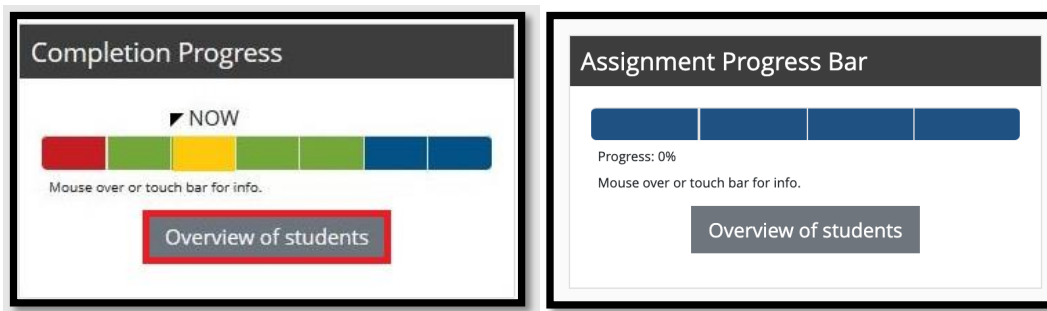 Completion Progress
NOW
Mouse over or touch bar for info.
Overview of students
Assignment Progress Bar
Progress: 0%
Mouse over or touch bar for info.
Overview of students